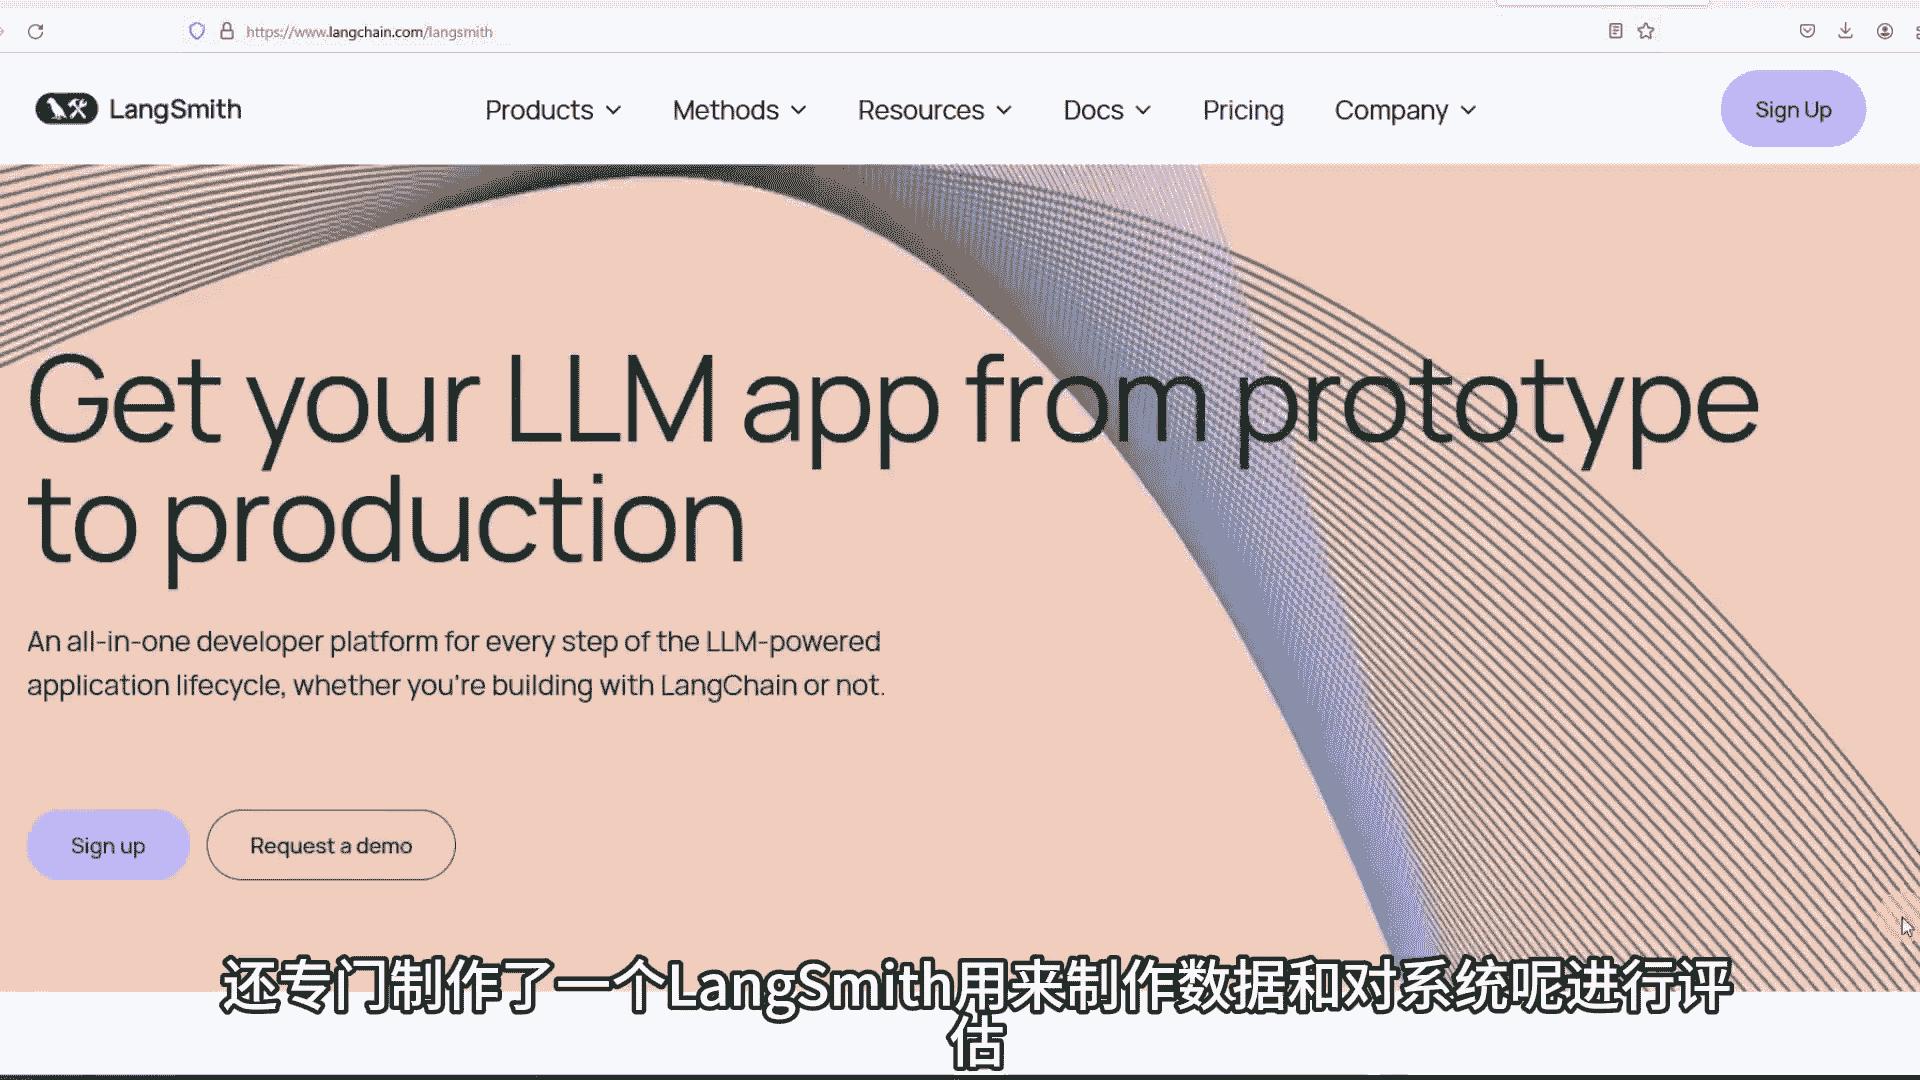 https://www.langchain.com/langsmith
LangSmith
Products
Methods
Resources
Docs
Pricing
Company
Sign Up
Get your LLM app from prototype
to production
An all-in-one developer platform for every step of the LLM-powered
application lifecycle, whether you're building with LangChain or not.
Sign up
Request a demo
还专门制作了一个LangSmith用来制作数据和对系统呢进行评
估